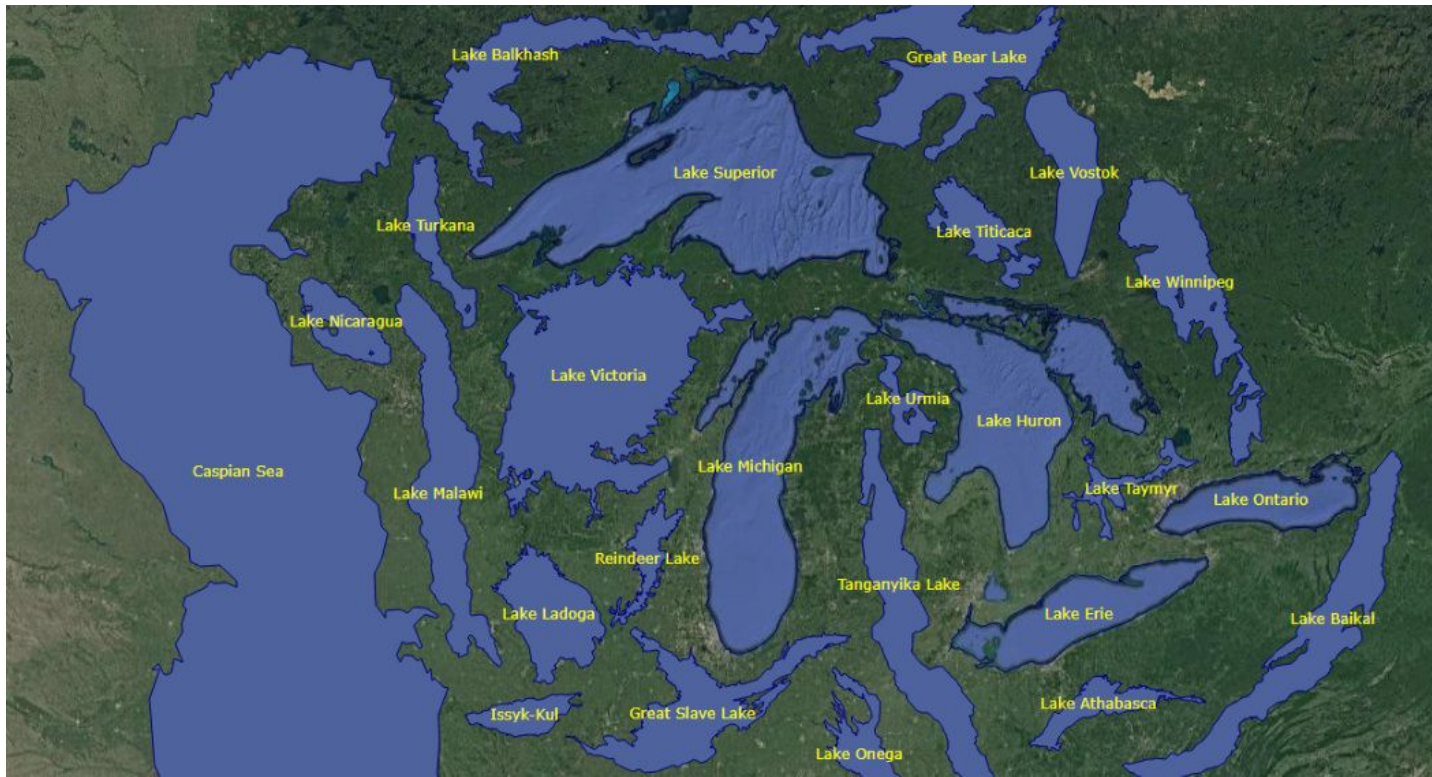 Lake Balkhash
Great Bear Lake
Lake Superior
Lake Vostok
Lake Turkana
Lake Titicaca
Lake Winnipeg
Lake Nicaragua
Lake Victoria
Lake Urmia
Lake Huron
Caspian Sea
Lake Michigan
Lake Malawi
Lake Taymyr
Lake Ontario
Reindeer Lake
Tanganyika Lake
Lake Ladoga
Lake Erie
Lake Baikal
Issyk-Kul
Great Slave Lake
Lake Athabasca
Lake Onega